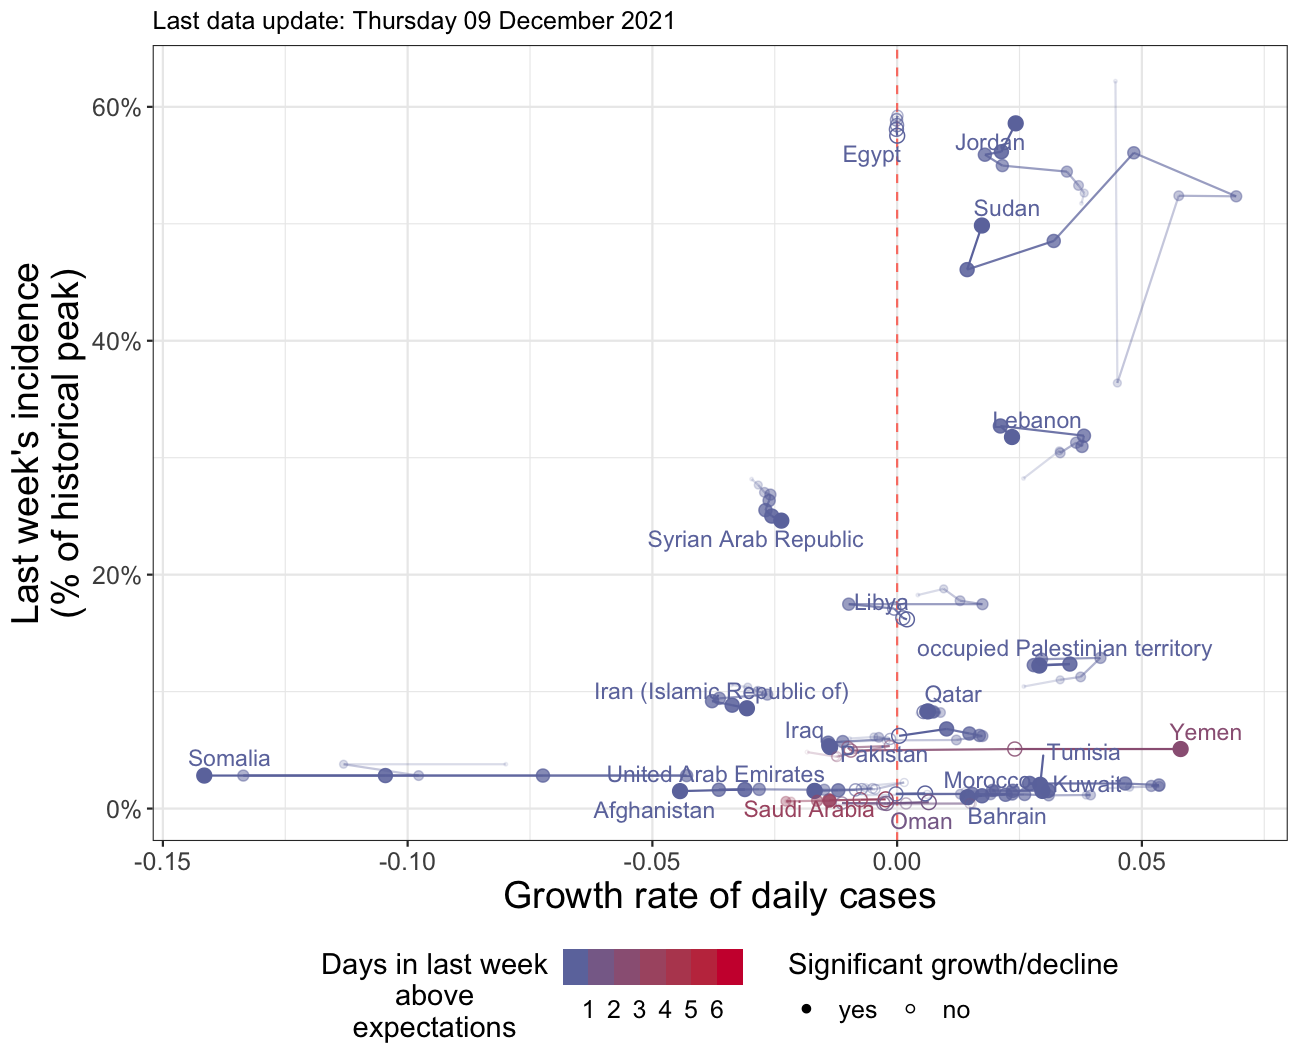 Last data update: Thursday 09 December 2021
Last week's incidence
(% of historical peak)
60%
40%
20%
0%
Egypt
Jordan
Sudan
Lebanon
Syrian Arab Republic
Libya
occupied Palestinian territory
Iran (Islamic Republic of)
Qatar
Iraq
Yemen
Pakistan
Tunisia
Somalia
United Arab Emirates
Morocco
Kuwait
Afghanistan
Saudi Arabia
Oman
Bahrain
-0.15
-0.10
-0.05
0.00
0.05
Growth rate of daily cases
Days in last week
above
expectations
1 2 3 4 5 6
Significant growth/decline
yes
no